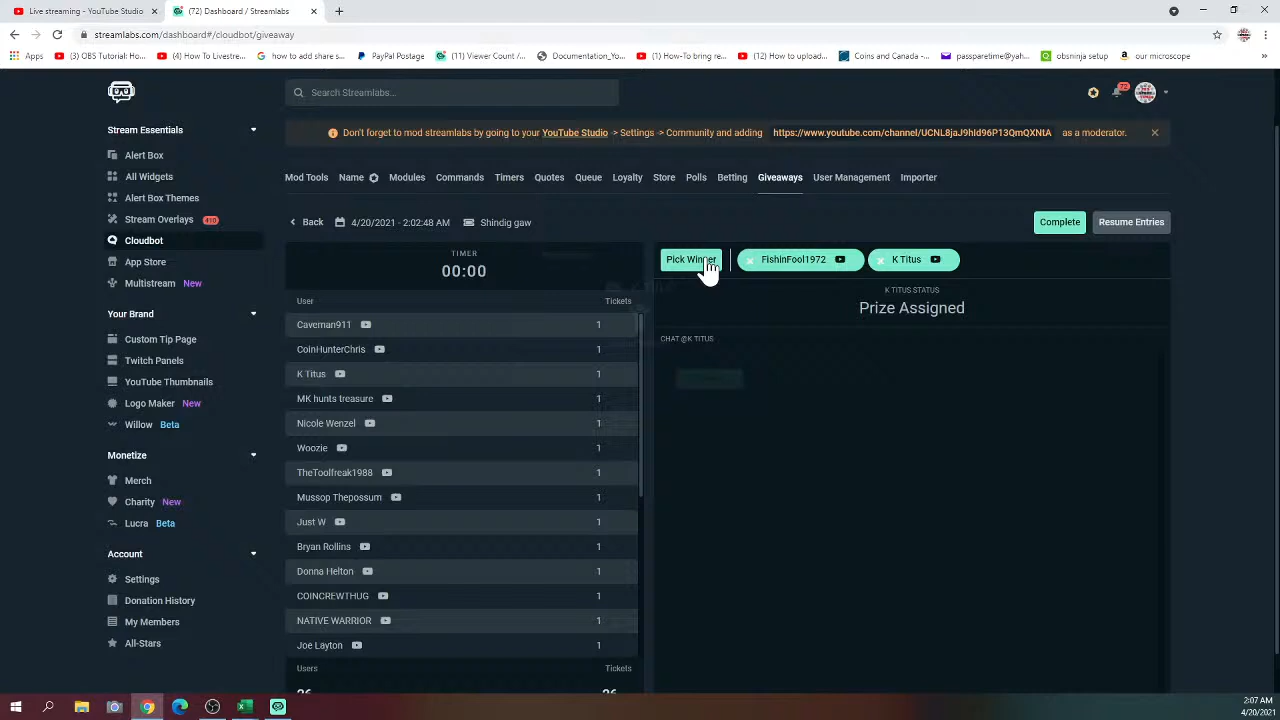 Live streaming - YouTube Studio
(72) Dashboard / Streamlabs
streamlabs.com/dashboard#/cloudbot/giveaway
Apps
(3) OBS Tutorial: Ho...
(4) How To Livestre...
how to add share s...
PayPal Postage
(11) Viewer Count /...
Documentation_Yo...
(1) How-To bring re...
(12) How to upload...
Coins and Canada -...
passparetime@yah...
obsninja setup
our microscope
»
Search Streamlabs...
72
Don't forget to mod streamlabs by going to your YouTube Studio -> Settings -> Community and adding https://www.youtube.com/channel/UCNL8jaJ9hId96P13QmQXNtA as a moderator.
Stream Essentials
Alert Box
All Widgets
Alert Box Themes
Stream Overlays 410
Cloudbot
App Store
Multistream New
Your Brand
Custom Tip Page
Twitch Panels
YouTube Thumbnails
Logo Maker New
Willow Beta
Monetize
Merch
Charity New
Lucra Beta
Account
Settings
Donation History
My Members
All-Stars
Mod Tools Name Modules Commands Timers Quotes Queue Loyalty Store Polls Betting Giveaways User Management Importer
Back 4/20/2021 - 2:02:48 AM Shindig gaw Complete Resume Entries
TIMER
00:00
User Tickets
Caveman911 1
CoinHunterChris 1
K Titus 1
MK hunts treasure 1
Nicole Wenzel 1
Woozie 1
TheToolfreak1988 1
Mussop Thepossum 1
Just W 1
Bryan Rollins 1
Donna Helton 1
COINCREWTHUG 1
NATIVE WARRIOR 1
Joe Layton 1
Users Tickets
26 26
Pick Winner FishinFool1972 K Titus
K TITUS STATUS
Prize Assigned
CHAT @K TITUS
2:07 AM
4/20/2021